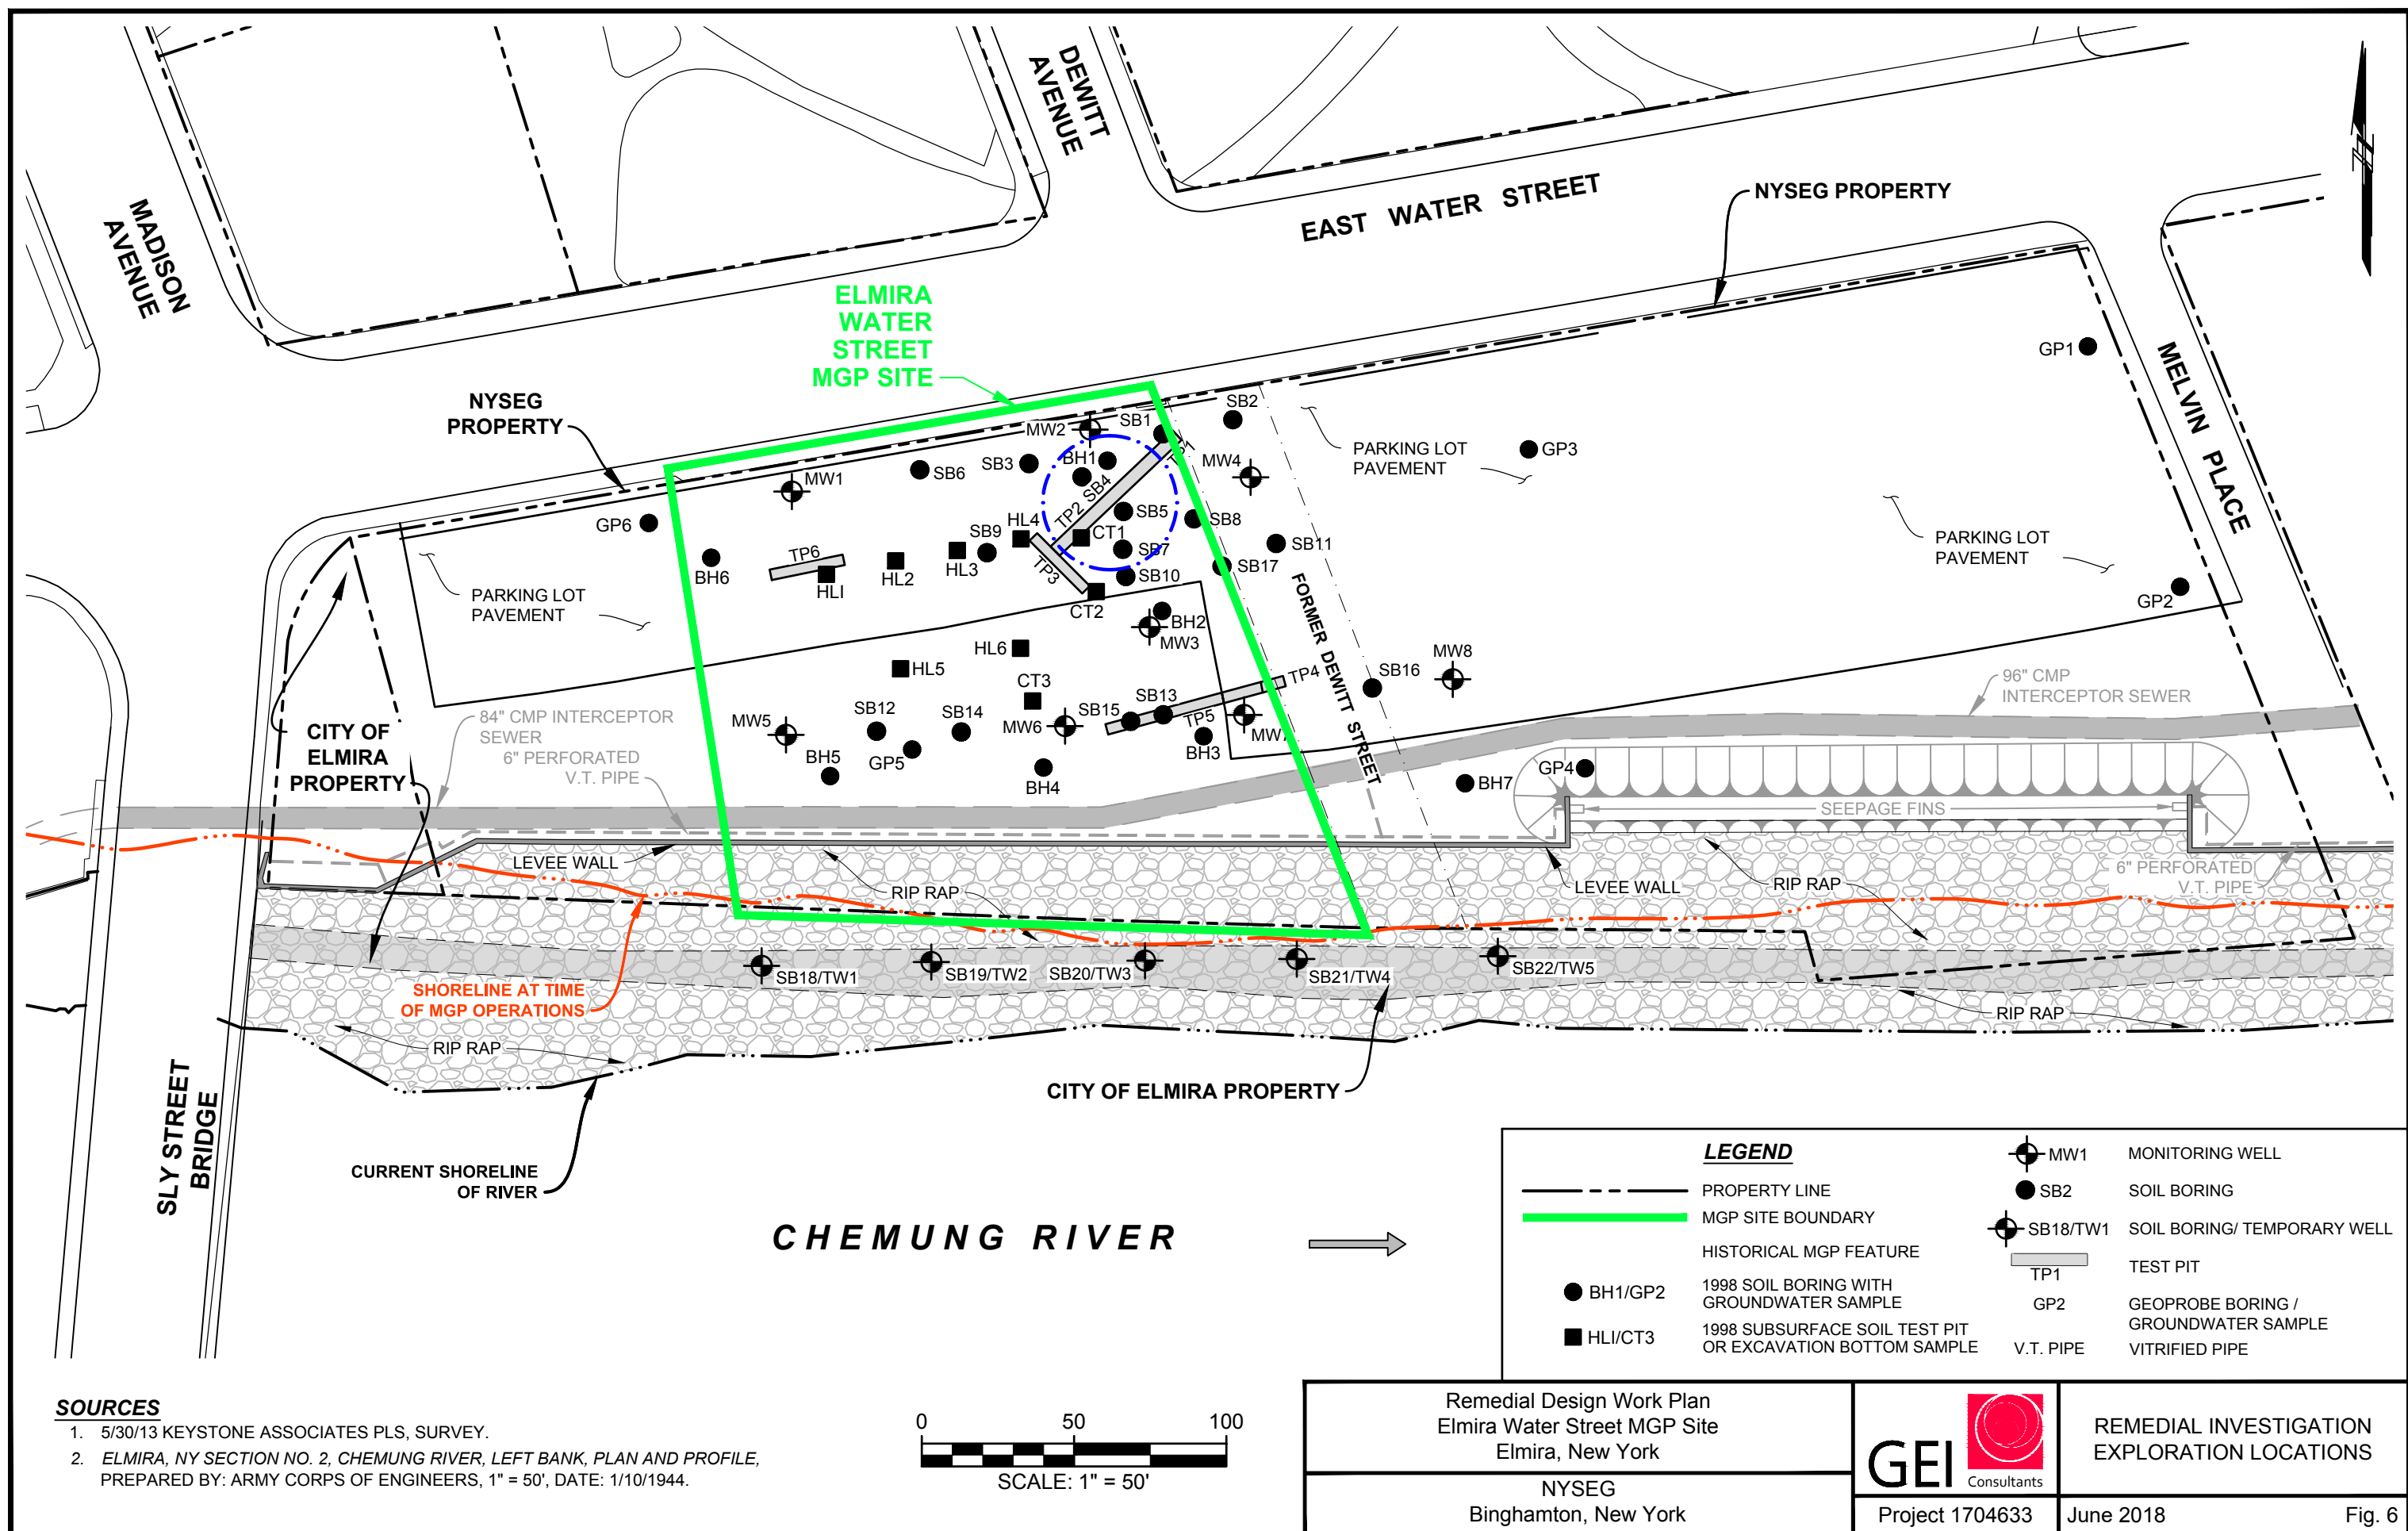 MADISON
AVENUE
DEWITT
AVENUE
EAST WATER STREET
NYSEG PROPERTY
MELVIN PLACE
ELMIRA
WATER
STREET
MGP SITE
NYSEG
PROPERTY
GP1
SB2
SB1
MW2
PARKING LOT
PAVEMENT
GP3
TP1
BH1
SB3
SB6
MW4
MW1
SB4
TP2
SB5
SB8
GP6
HL4
SB9
CT1
SB7
SB11
PARKING LOT
PAVEMENT
TP6
HL3
TP3
SB17
BH6
HL2
SB10
HLI
PARKING LOT
PAVEMENT
CT2
GP2
BH2
MW3
FORMER DEWITT STREET
HL6
MW8
HL5
TP4
SB16
CT3
96" CMP
INTERCEPTOR SEWER
SB13
SB12
SB14
SB15
MW5
84" CMP INTERCEPTOR
SEWER
MW6
TP5
MW7
CITY OF
ELMIRA
PROPERTY
6" PERFORATED
V.T. PIPE
BH5
GP5
BH3
BH4
GP4
BH7
SEEPAGE FINS
LEVEE WALL
RIP RAP
LEVEE WALL
RIP RAP
6" PERFORATED
V.T. PIPE
SB18/TW1
SB19/TW2
SB20/TW3
SB21/TW4
SB22/TW5
SHORELINE AT TIME
OF MGP OPERATIONS
RIP RAP
RIP RAP
CITY OF ELMIRA PROPERTY
SLY STREET
BRIDGE
CURRENT SHORELINE
OF RIVER
CHEMUNG RIVER
LEGEND
PROPERTY LINE
MGP SITE BOUNDARY
HISTORICAL MGP FEATURE
BH1/GP2 1998 SOIL BORING WITH
GROUNDWATER SAMPLE
HLI/CT3 1998 SUBSURFACE SOIL TEST PIT
OR EXCAVATION BOTTOM SAMPLE
MW1 MONITORING WELL
SB2 SOIL BORING
SB18/TW1 SOIL BORING/ TEMPORARY WELL
TP1 TEST PIT
GP2 GEOPROBE BORING /
GROUNDWATER SAMPLE
V.T. PIPE VITRIFIED PIPE
SOURCES
1. 5/30/13 KEYSTONE ASSOCIATES PLS, SURVEY.
2. ELMIRA, NY SECTION NO. 2, CHEMUNG RIVER, LEFT BANK, PLAN AND PROFILE,
PREPARED BY: ARMY CORPS OF ENGINEERS, 1" = 50', DATE: 1/10/1944.
0 50 100
SCALE: 1" = 50'
Remedial Design Work Plan
Elmira Water Street MGP Site
Elmira, New York
NYSEG
Binghamton, New York
GEI
Consultants
Project 1704633
REMEDIAL INVESTIGATION
EXPLORATION LOCATIONS
June 2018
Fig. 6